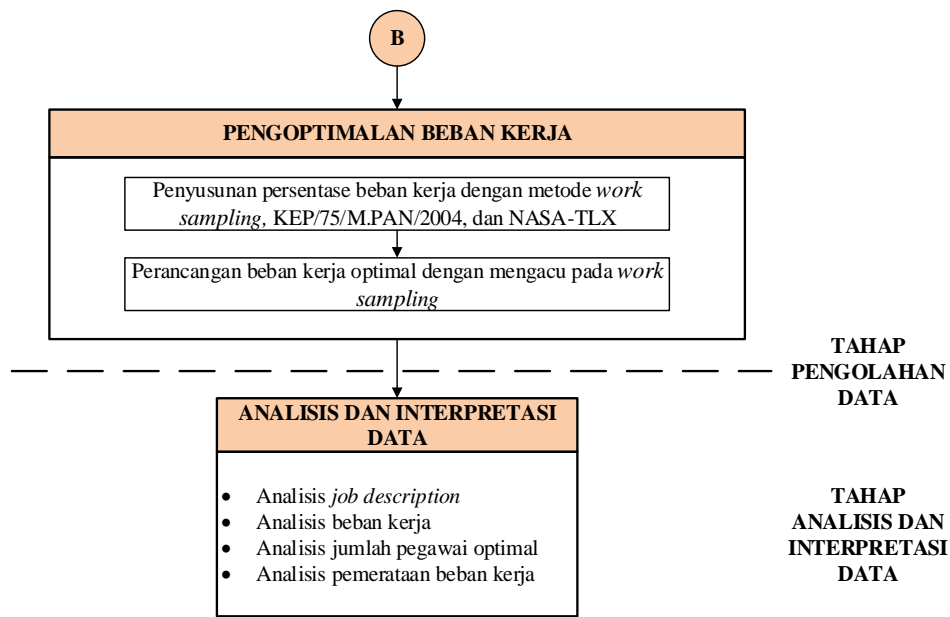 B
PENGOPTIMALAN BEBAN KERJA
Penyusunan persentase beban kerja dengan metode work
sampling, KEP/75/M.PAN/2004, dan NASA-TLX
Perancangan beban kerja optimal dengan mengacu pada work
sampling
TAHAP
PENGOLAHAN
DATA
ANALISIS DAN INTERPRETASI
DATA
• Analisis job description
• Analisis beban kerja
• Analisis jumlah pegawai optimal
• Analisis pemerataan beban kerja
TAHAP
ANALISIS DAN
INTERPRETASI
DATA